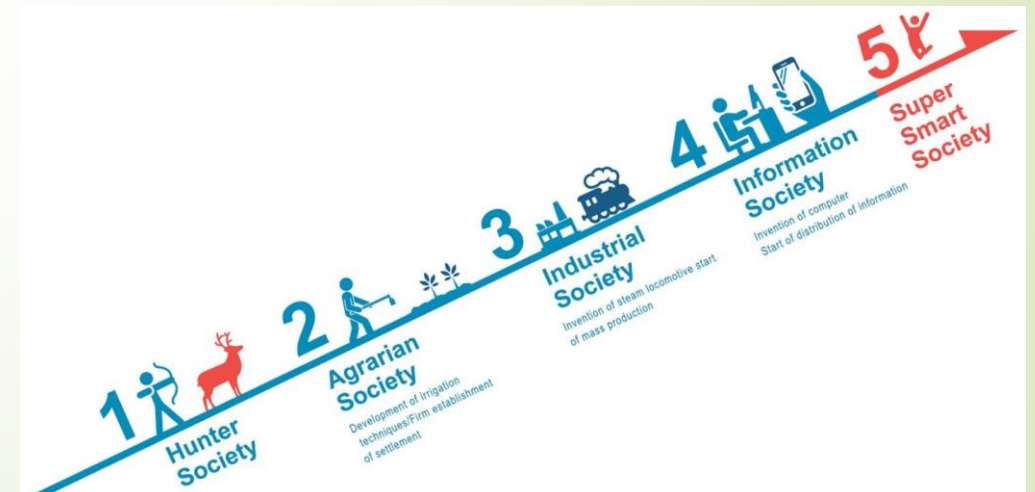 1
Hunter
Society
2
Agrarian
Society
Development of irrigation
techniques/Firm establishment
of settlement
3
Industrial
Society
Invention of steam locomotive start
of mass production
4
Information
Society
Invention of computer
Start of distribution of information
5
Super
Smart
Society